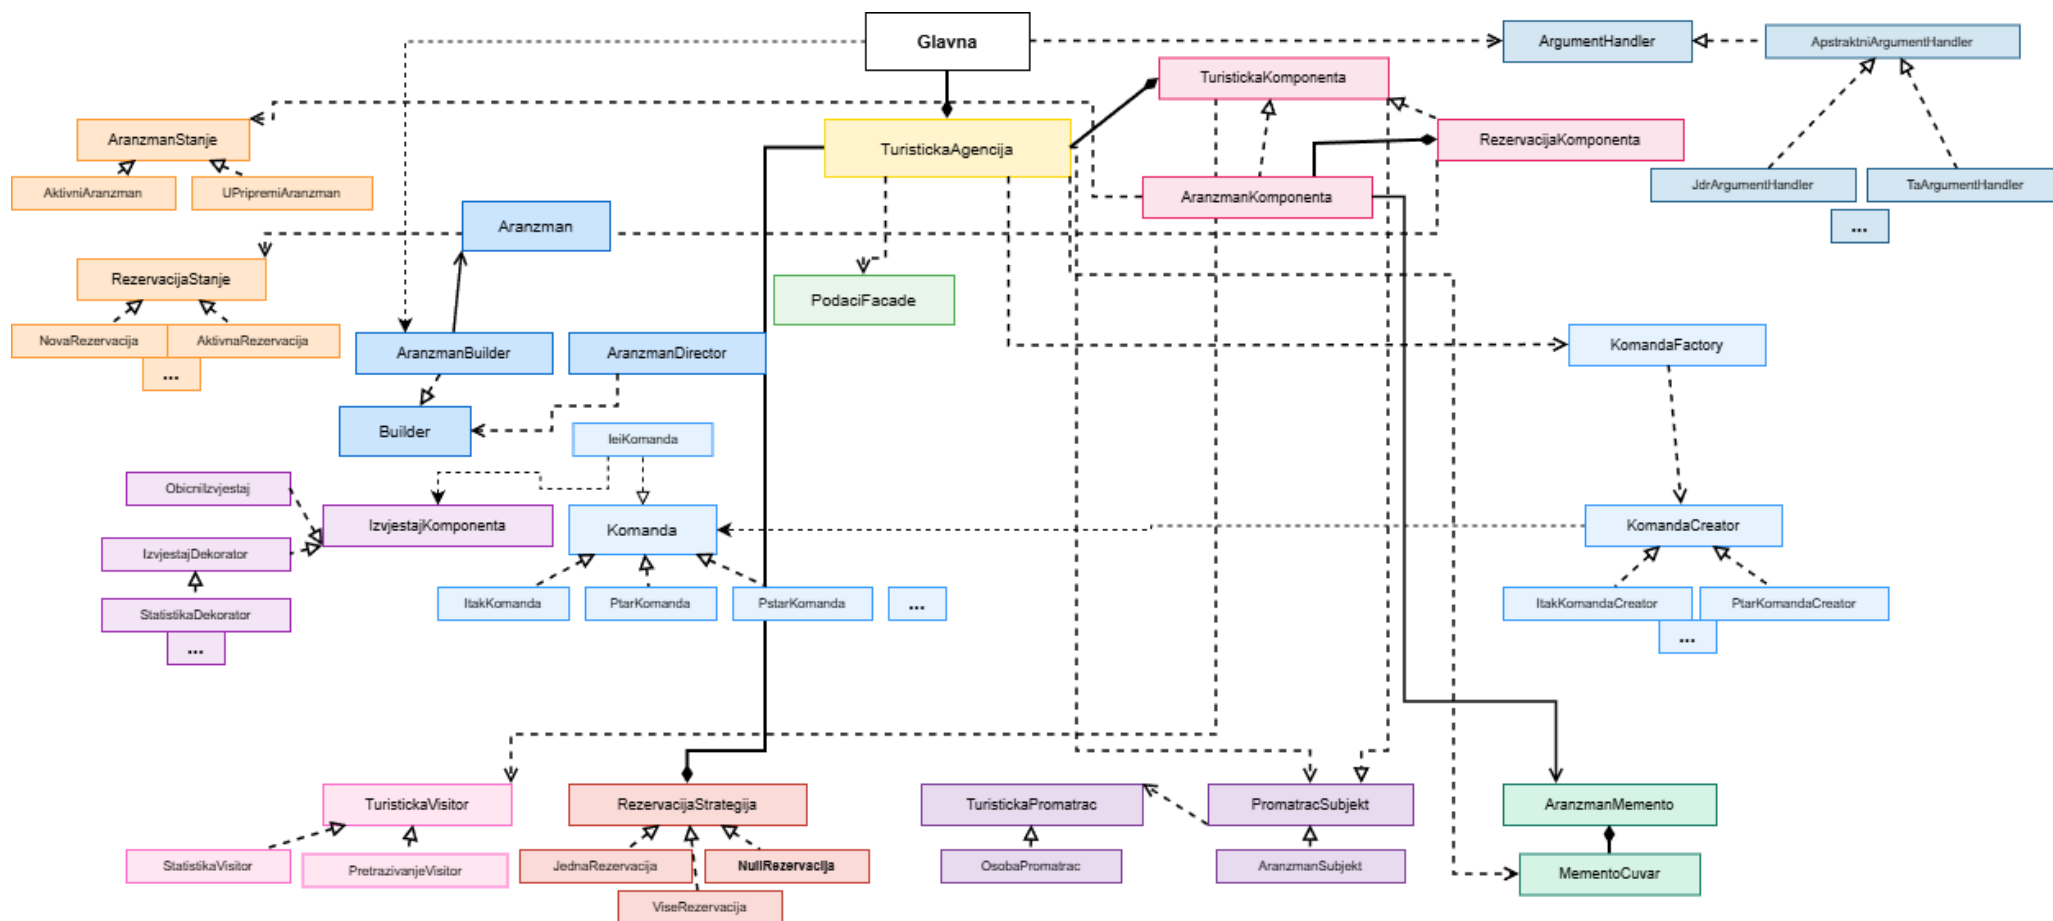 Glavna
ArgumentHandler
ApstraktniArgumentHandler
TuristickaKomponenta
AranzmanStanje
TuristickaAgencija
RezervacijaKomponenta
AktivniAranzman
UPripremiAranzman
AranzmanKomponenta
JdrArgumentHandler
TaArgumentHandler
...
Aranzman
RezervacijaStanje
PodaciFacade
NovaRezervacija
AktivnaRezervacija
...
AranzmanBuilder
AranzmanDirector
KomandaFactory
Builder
IeiKomanda
ObicniIzvjestaj
IzvjestajKomponenta
Komanda
KomandaCreator
IzvjestajDekorator
StatistikaDekorator
...
ItakKomanda
PtarKomanda
PstarKomanda
...
ItakKomandaCreator
PtarKomandaCreator
...
TuristickaVisitor
RezervacijaStrategija
TuristickaPromatrac
PromatracSubjekt
AranzmanMemento
StatistikaVisitor
PretrazivanjeVisitor
JednaRezervacija
NullRezervacija
OsobaPromatrac
AranzmanSubjekt
MementoCuvar
ViseRezervacija